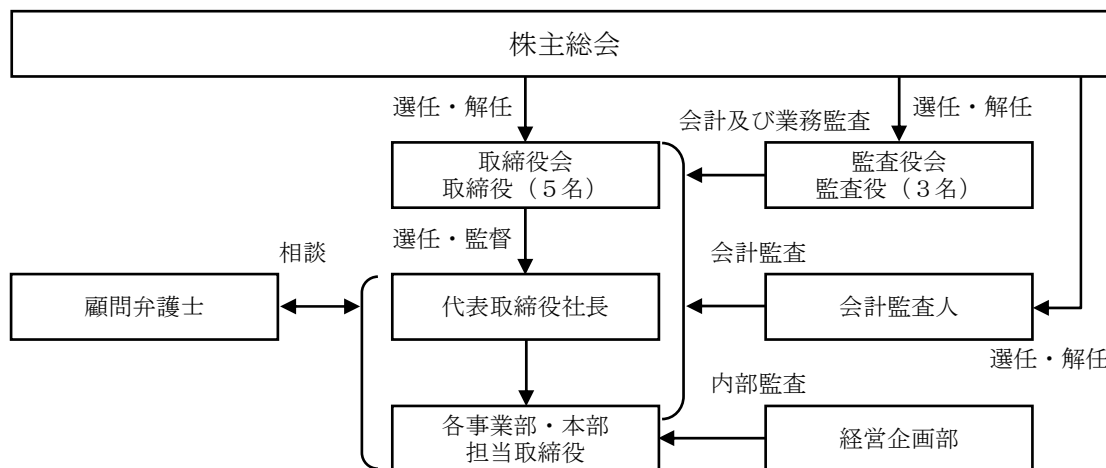 株主総会
選任・解任
選任・解任
会計及び業務監査
取締役会
取締役（５名）
監査役会
監査役（３名）
選任・監督
相談
会計監査
顧問弁護士
代表取締役社長
会計監査人
選任・解任
内部監査
各事業部・本部
担当取締役
経営企画部